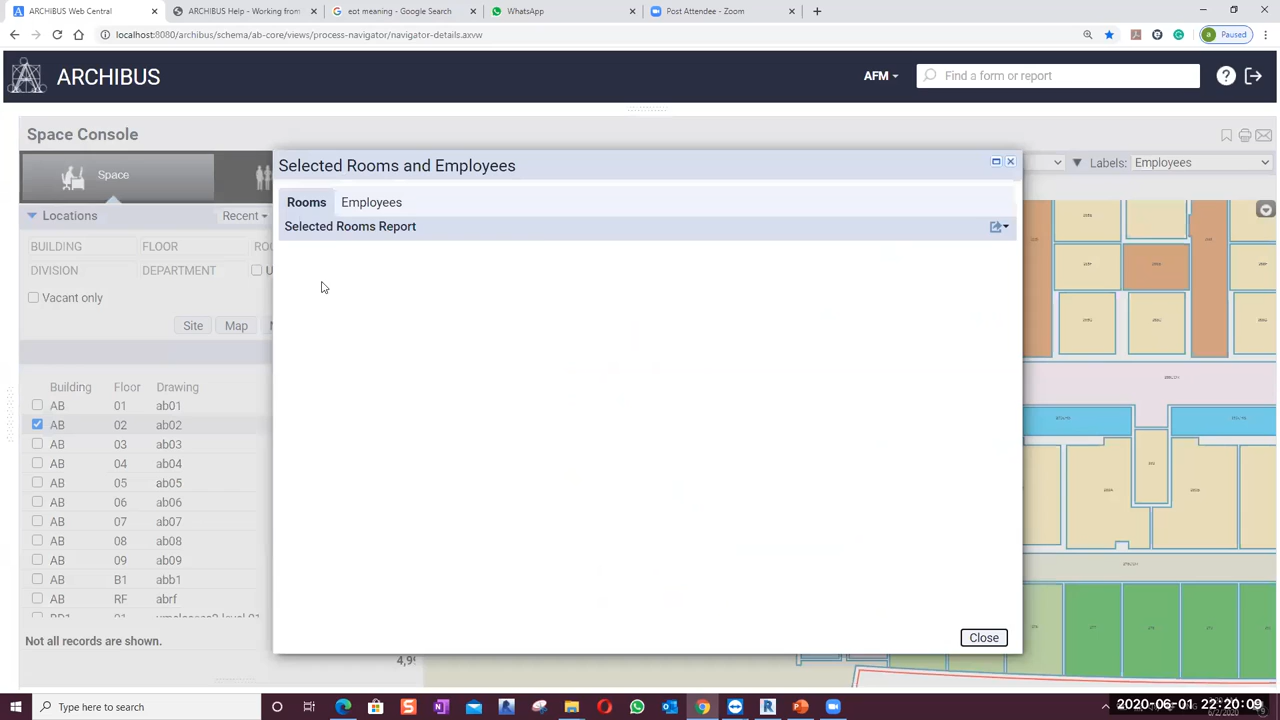 ARCHIBUS Web Central
ARCHIBUS Help - Working from
eot meaning - Google Search
WhatsApp
Post Attendee - Zoom
localhost:8080/archibus/schema/ab-core/views/process-navigator/navigator-details.axvw
Paused
ARCHIBUS
AFM
Find a form or report
Space Console
Space
Labels: Employees
Selected Rooms and Employees
Rooms Employees
Selected Rooms Report
Locations Recent
BUILDING FLOOR
DIVISION DEPARTMENT
Vacant only
Site Map
Building Floor Drawing
AB 01 ab01
AB 02 ab02
AB 03 ab03
AB 04 ab04
AB 05 ab05
AB 06 ab06
AB 07 ab07
AB 08 ab08
AB 09 ab09
AB B1 abb1
AB RF abrf
Not all records are shown.
Close
Type here to search
2020-06-01 22:20:09